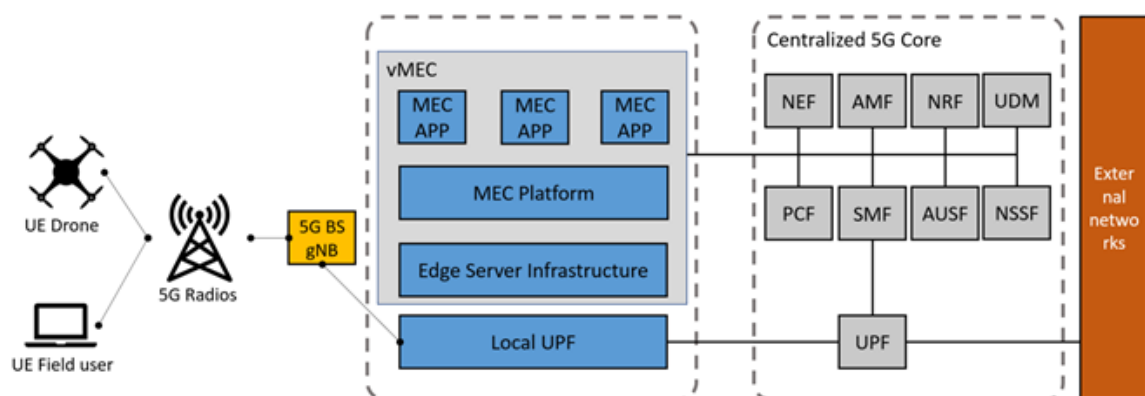 UE Drone
UE Field user
5G Radios
5G BS
gNB
vMEC
MEC
APP
MEC
APP
MEC
APP
MEC Platform
Edge Server Infrastructure
Local UPF
Centralized 5G Core
NEF
AMF
NRF
UDM
PCF
SMF
AUSF
NSSF
UPF
Exter
nal
netwo
rks